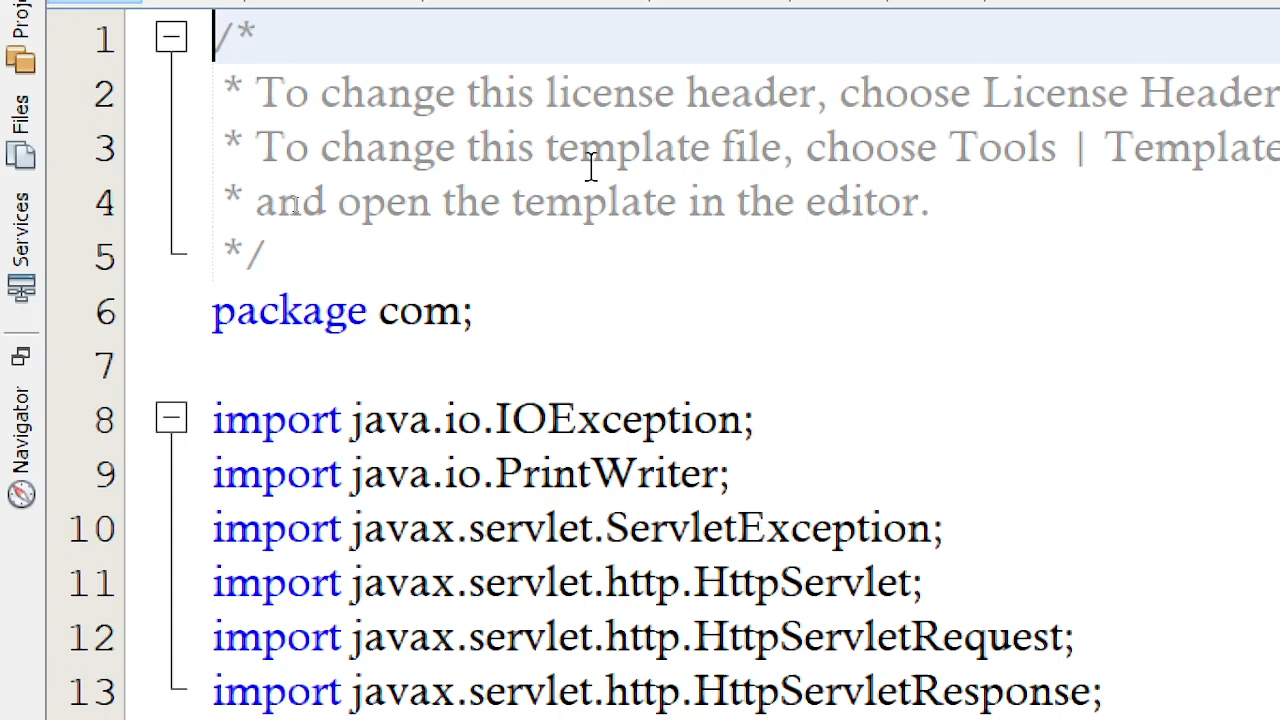 Proj
Files
Services
Navigator
1 /*
2 * To change this license header, choose License Header
3 * To change this template file, choose Tools | Template
4 * and open the template in the editor.
5 */
6 package com;
7
8 import java.io.IOException;
9 import java.io.PrintWriter;
10 import javax.servlet.ServletException;
11 import javax.servlet.http.HttpServlet;
12 import javax.servlet.http.HttpServletRequest;
13 import javax.servlet.http.HttpServletResponse;